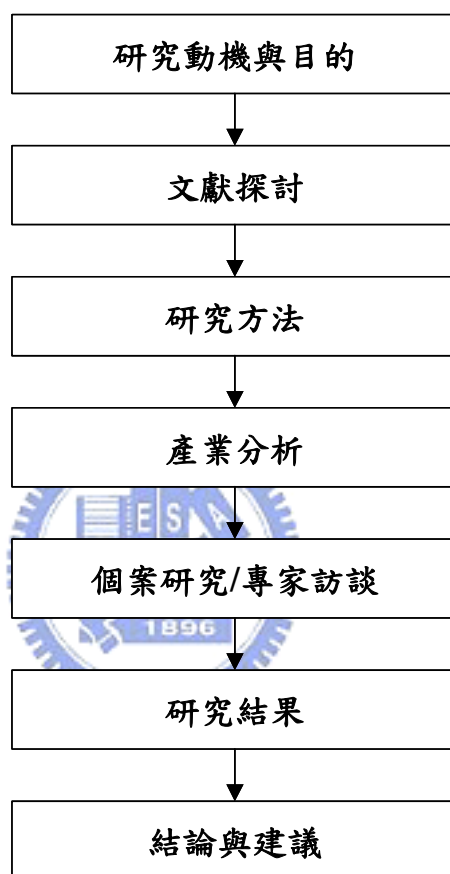 研究動機與目的
文獻探討
研究方法
產業分析
E S A
個案研究/專家訪談
1896
研究結果
結論與建議